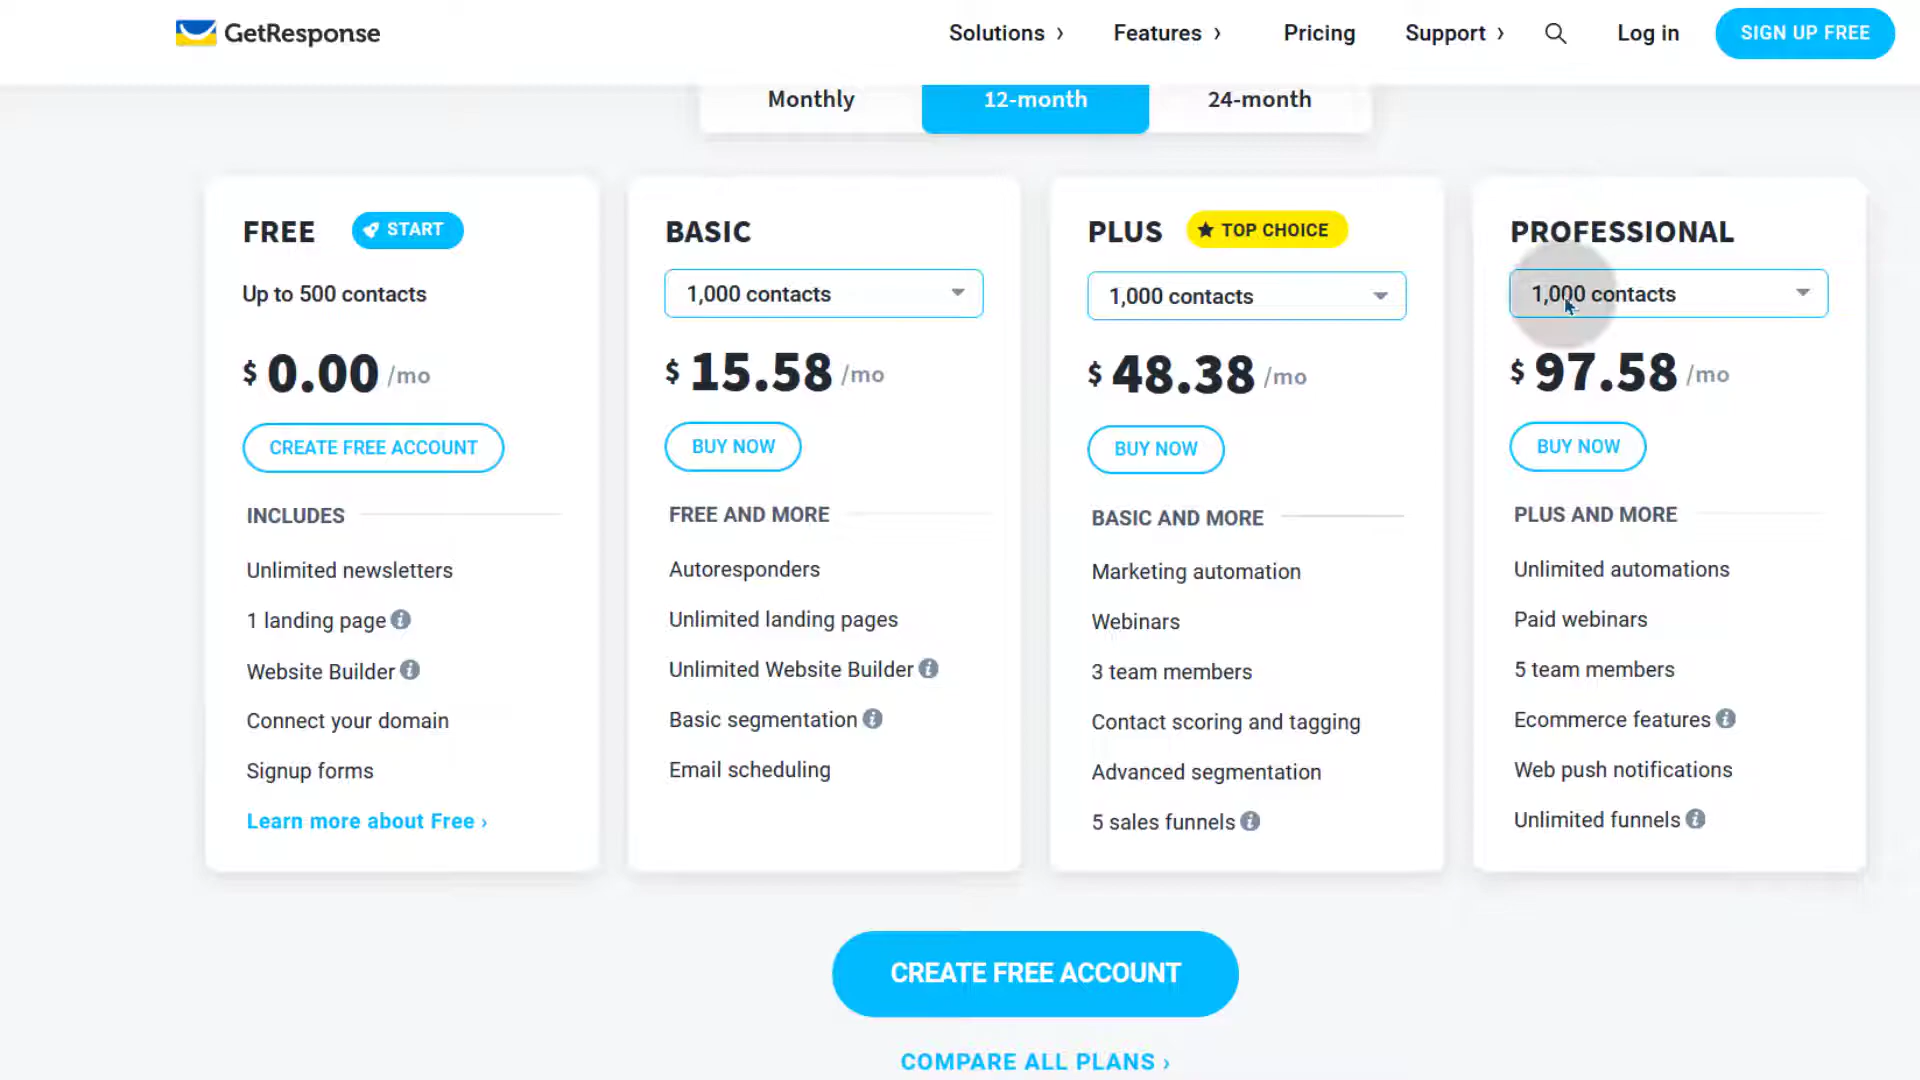 GetResponse
Solutions ›
Features ›
Pricing
Support ›
Log in
SIGN UP FREE
Monthly
12-month
24-month
FREE
START
Up to 500 contacts
$ 0.00 /mo
CREATE FREE ACCOUNT
INCLUDES
Unlimited newsletters
1 landing page
Website Builder
Connect your domain
Signup forms
Learn more about Free ›
BASIC
1,000 contacts
$ 15.58 /mo
BUY NOW
FREE AND MORE
Autoresponders
Unlimited landing pages
Unlimited Website Builder
Basic segmentation
Email scheduling
PLUS
TOP CHOICE
1,000 contacts
$ 48.38 /mo
BUY NOW
BASIC AND MORE
Marketing automation
Webinars
3 team members
Contact scoring and tagging
Advanced segmentation
5 sales funnels
PROFESSIONAL
1,000 contacts
$ 97.58 /mo
BUY NOW
PLUS AND MORE
Unlimited automations
Paid webinars
5 team members
Ecommerce features
Web push notifications
Unlimited funnels
CREATE FREE ACCOUNT
COMPARE ALL PLANS ›